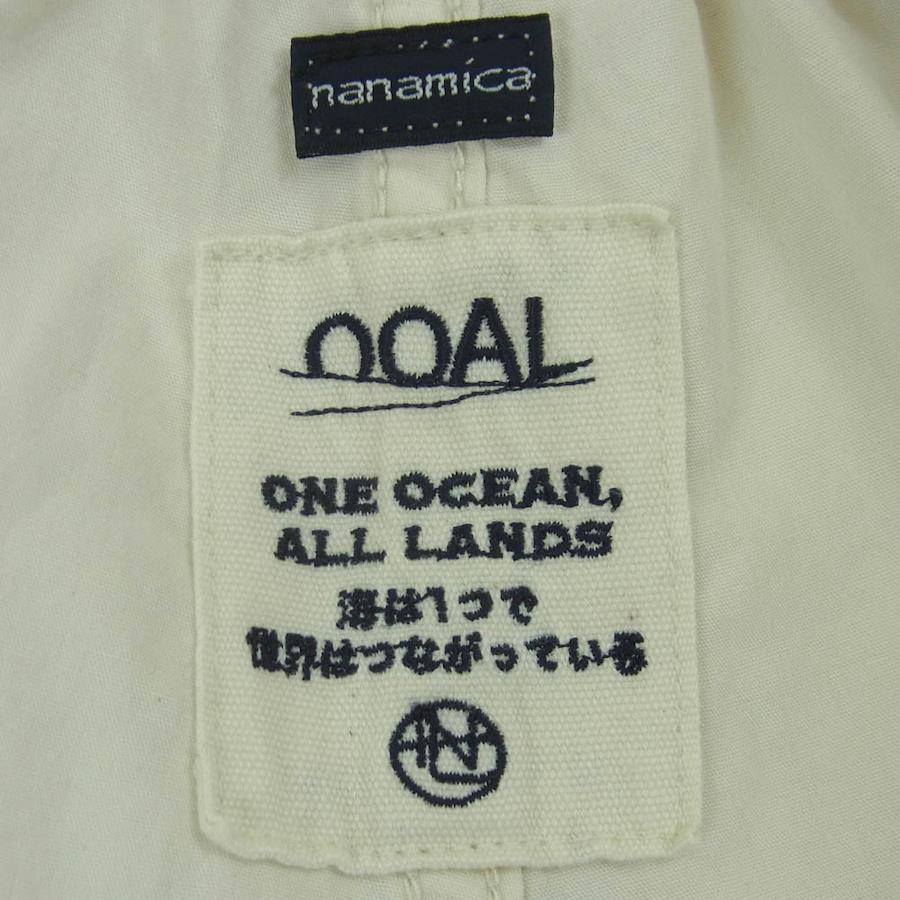 nanamica
OOAL
ONE OCEAN,
ALL LANDS
海は1つで
世界はつながっている